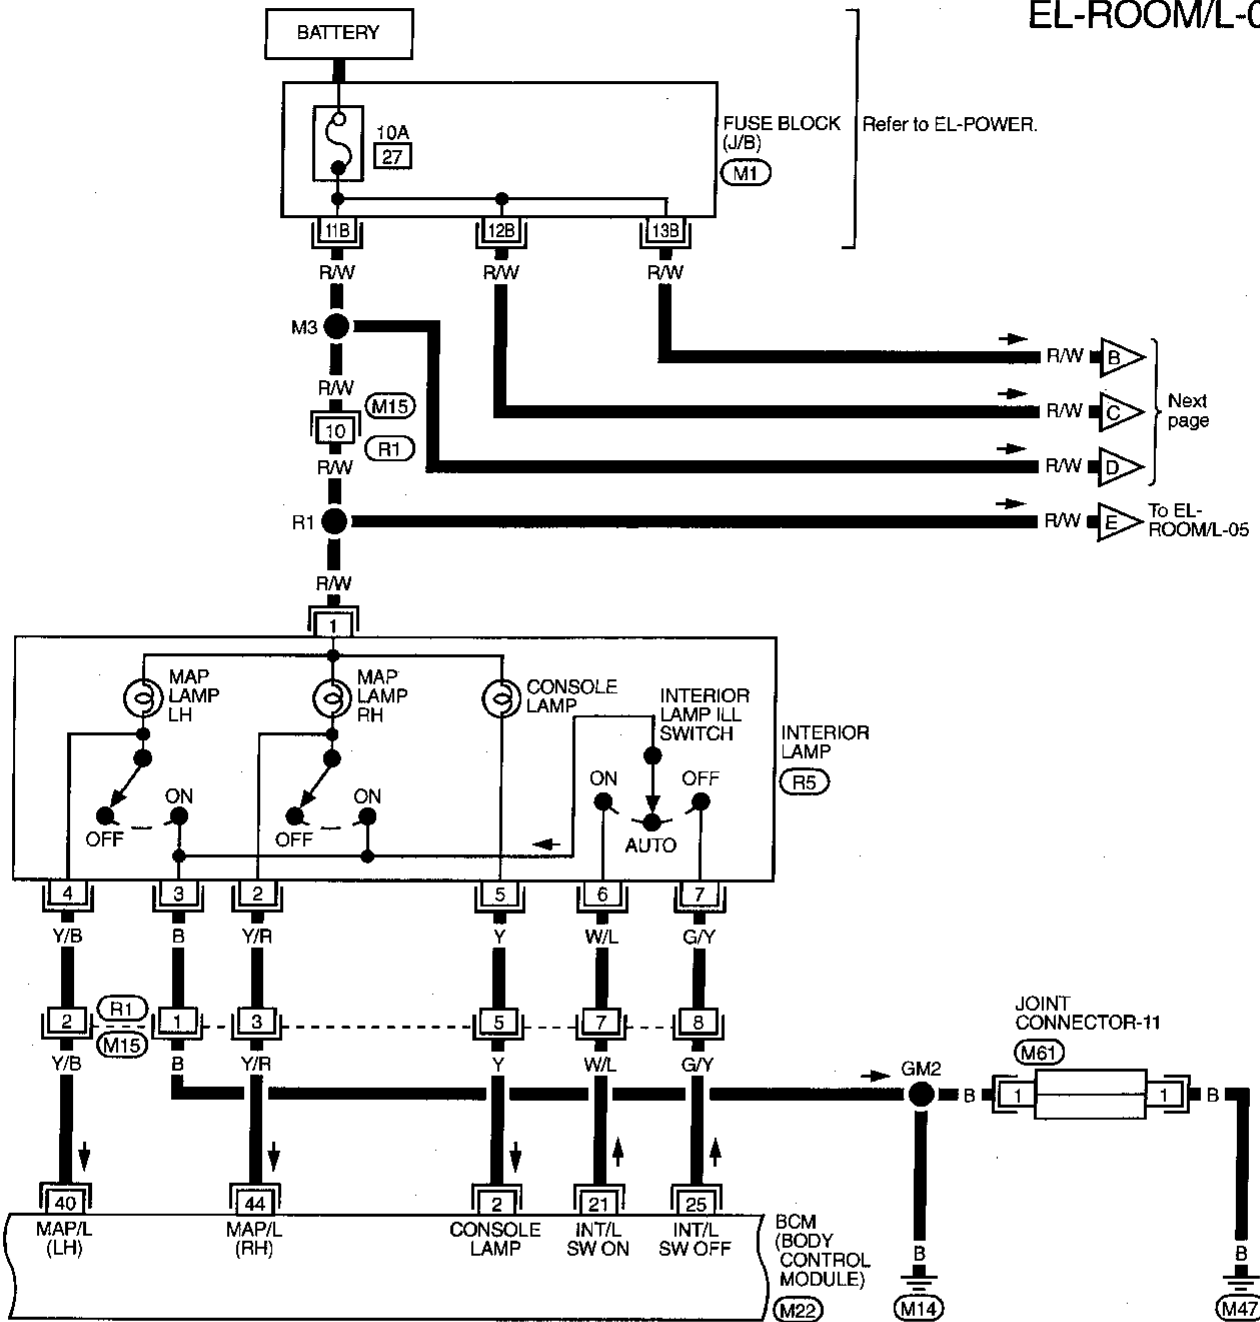 EL-ROOM/L-0
BATTERY
10A
27
FUSE BLOCK
(J/B)
M1
Refer to EL-POWER.
11B
12B
13B
R/W
R/W
R/W
M3
R/W
B
R/W
M15
10
R1
R/W
C
Next
page
R/W
R/W
D
R1
R/W
E
To EL-
ROOM/L-05
R/W
1
MAP
LAMP
LH
MAP
LAMP
RH
CONSOLE
LAMP
INTERIOR
LAMP ILL
SWITCH
INTERIOR
LAMP
R5
OFF
ON
OFF
ON
ON
OFF
AUTO
4
3
2
5
6
7
Y/B
B
Y/R
Y
W/L
G/Y
R1
M15
2
1
3
5
7
8
Y/B
B
Y/R
Y
W/L
G/Y
JOINT
CONNECTOR-11
M61
GM2
B
1
1
B
40
44
2
21
25
MAP/L
(LH)
MAP/L
(RH)
CONSOLE
LAMP
INT/L
SW ON
INT/L
SW OFF
BCM
(BODY
CONTROL
MODULE)
M22
B
M14
B
M47